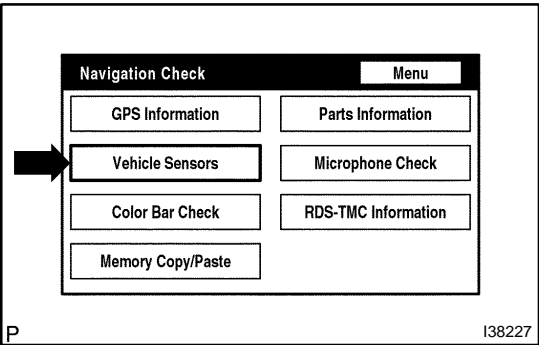 Navigation Check
Menu
GPS Information
Parts Information
Vehicle Sensors
Microphone Check
Color Bar Check
RDS-TMC Information
Memory Copy/Paste
P
I38227